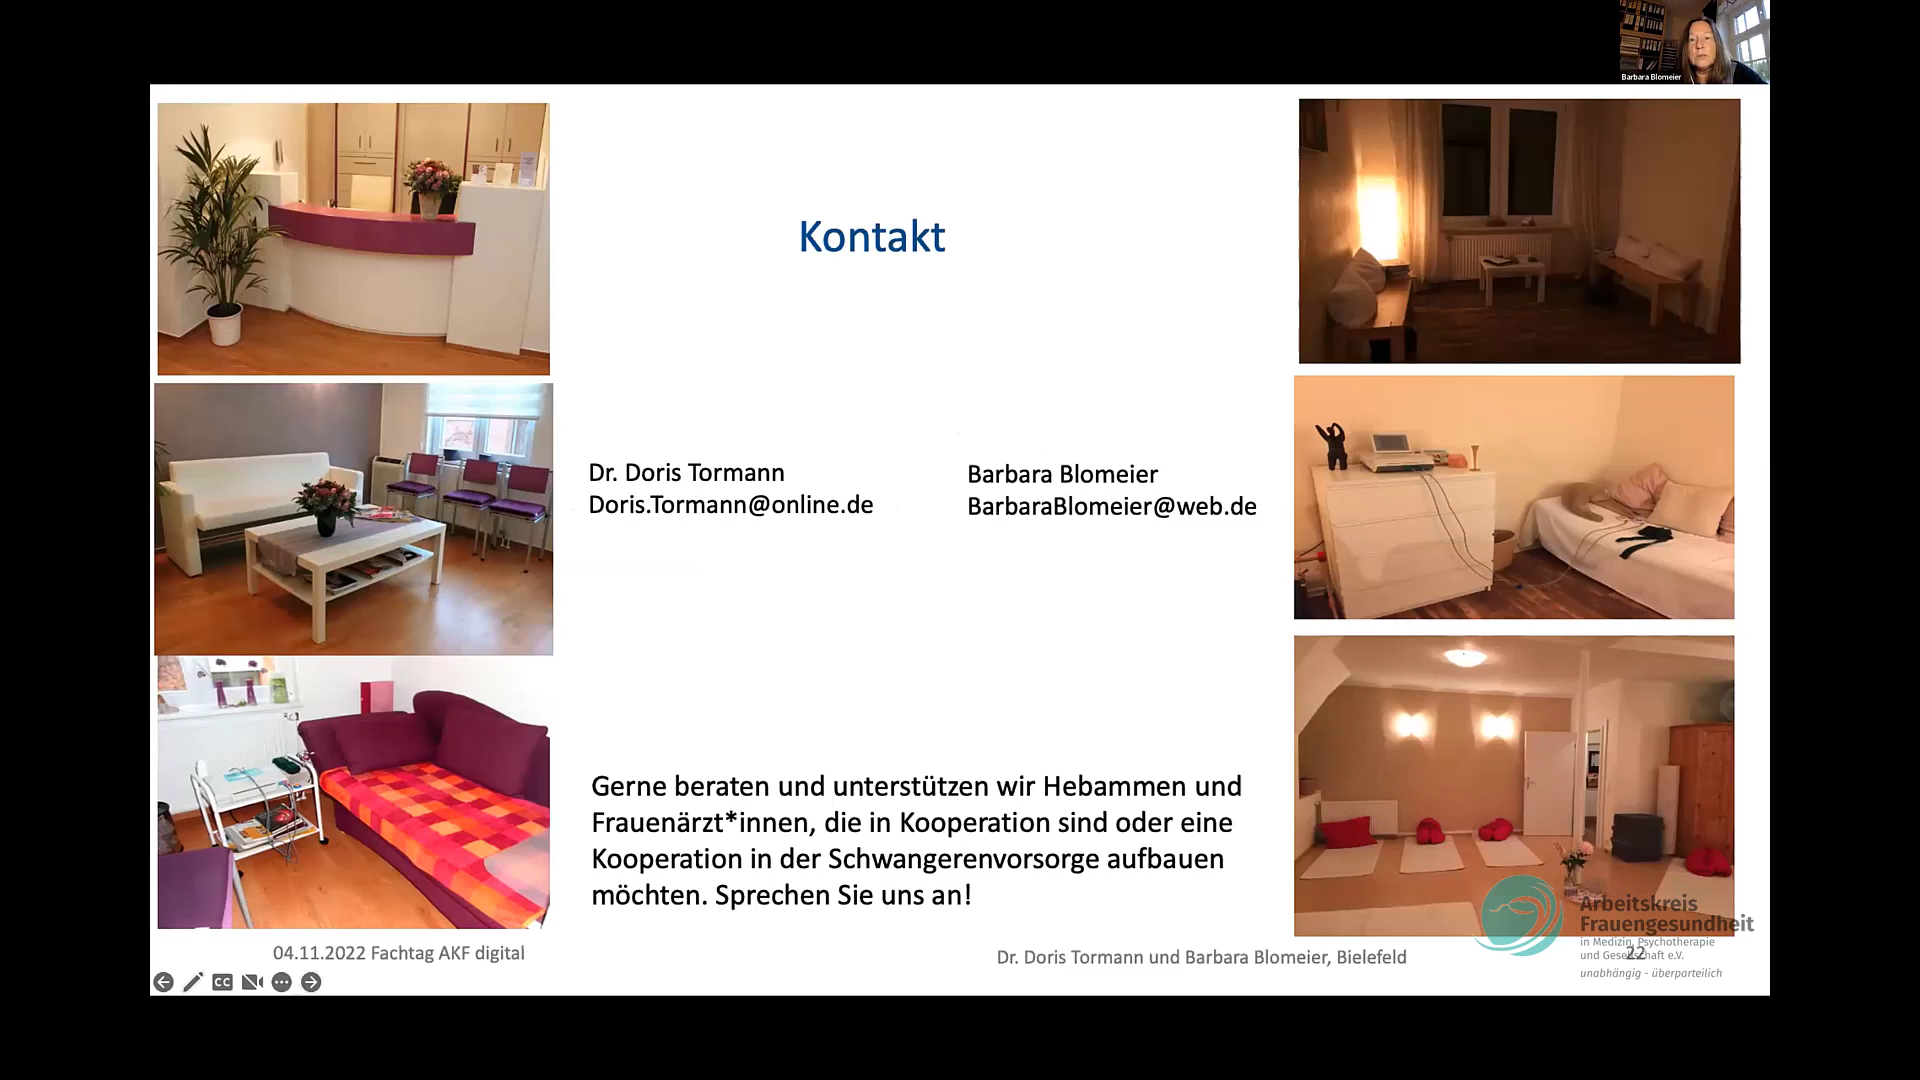 Barbara Blomeier
Kontakt
Dr. Doris Tormann
Doris.Tormann@online.de
Barbara Blomeier
BarbaraBlomeier@web.de
Gerne beraten und unterstützen wir Hebammen und
Frauenärzt*innen, die in Kooperation sind oder eine
Kooperation in der Schwangerenvorsorge aufbauen
möchten. Sprechen Sie uns an!
04.11.2022 Fachtag AKF digital
Dr. Doris Tormann und Barbara Blomeier, Bielefeld
22
Arbeitskreis
Frauengesundheit
in Medizin, Psychotherapie
und Gesellschaft e.V.
unabhängig - überparteilich
CC